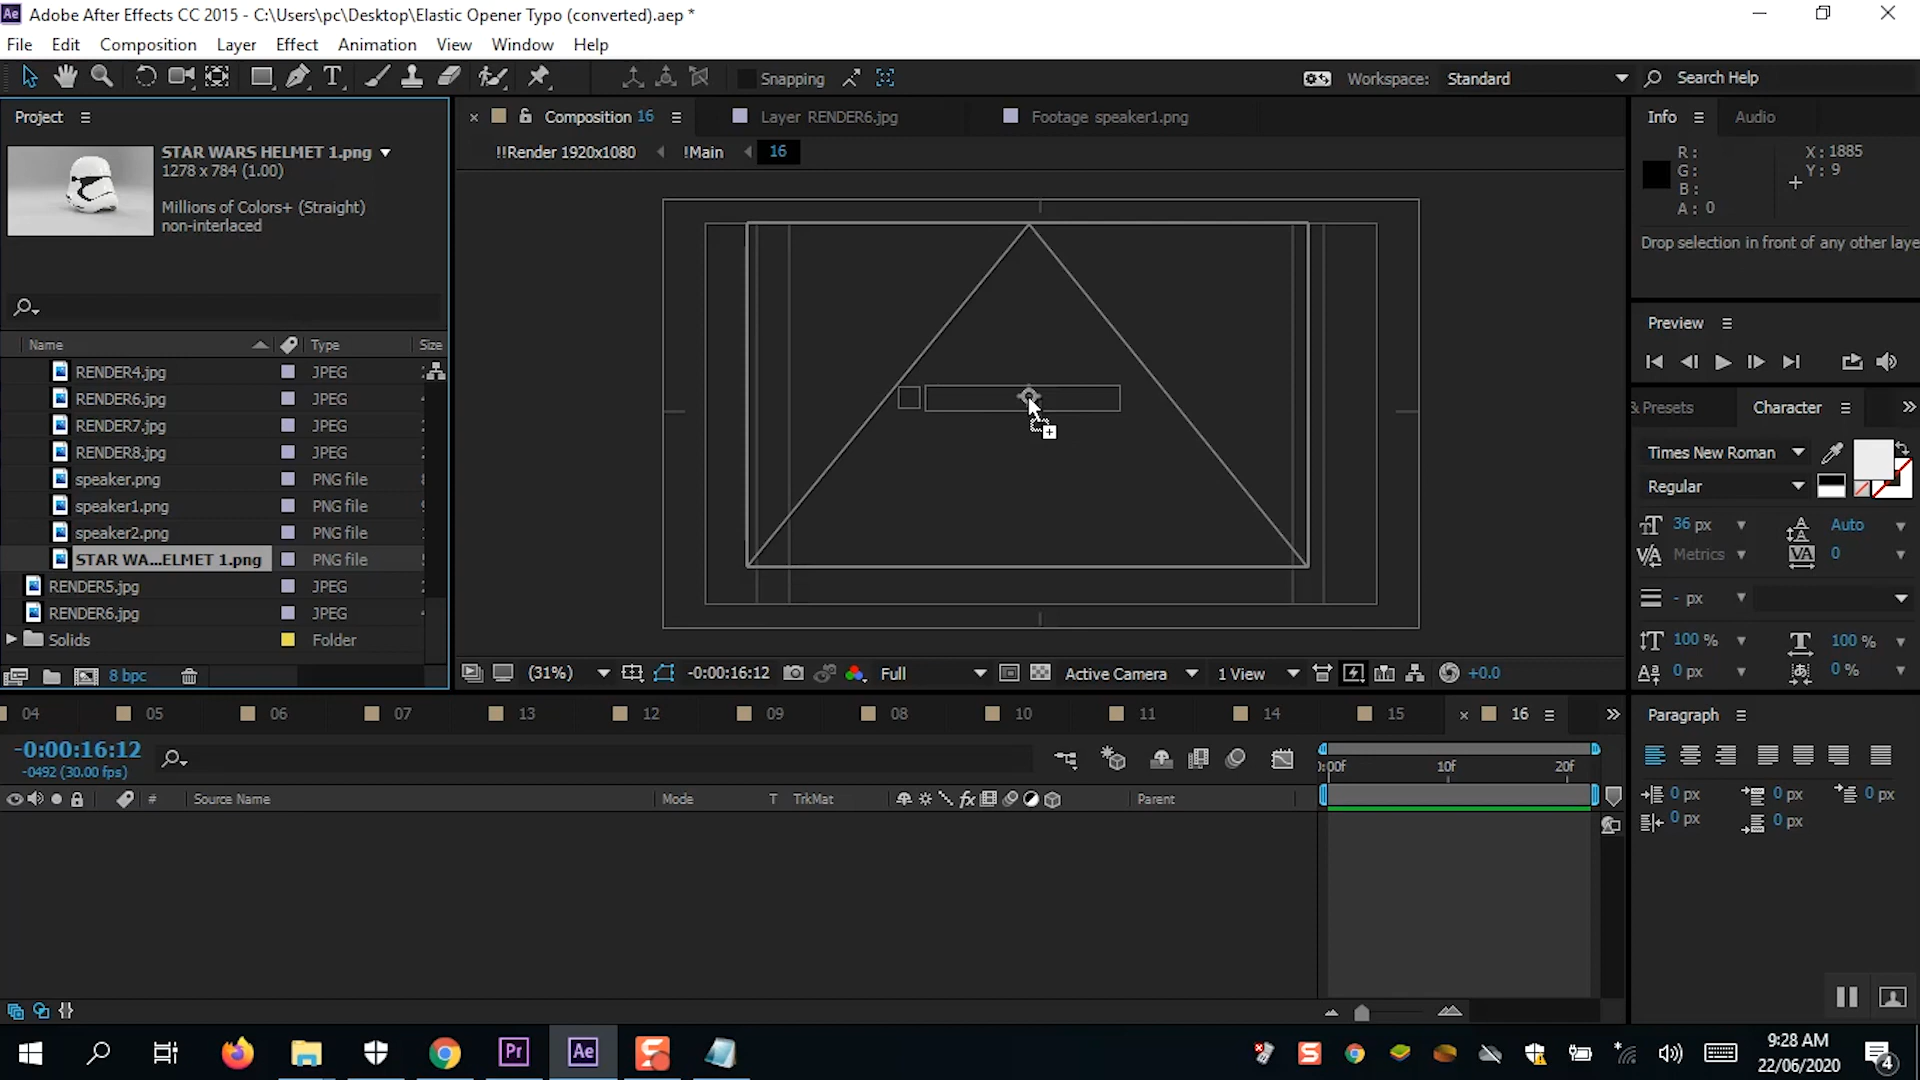 Ae Adobe After Effects CC 2015 - C:\Users\pc\Desktop\Elastic Opener Typo (converted).aep *
File Edit Composition Layer Effect Animation View Window Help
Snapping Workspace: Standard Search Help
Project Composition 16 Layer RENDER6.jpg Footage speaker1.png Info Audio
!!Render 1920x1080 !Main 16
STAR WARS HELMET 1.png
1278 x 784 (1.00)
Millions of Colors+ (Straight)
non-interlaced
R: X: 1885
G: Y: 9
B:
A: 0
Drop selection in front of any other laye
Preview
Name Type Size
RENDER4.jpg JPEG
RENDER6.jpg JPEG
RENDER7.jpg JPEG
RENDER8.jpg JPEG
speaker.png PNG file
speaker1.png PNG file
speaker2.png PNG file
STAR WA...ELMET 1.png PNG file
RENDER5.jpg JPEG
RENDER6.jpg JPEG
Solids Folder
8 bpc
(31%) -0:00:16:12 Full Active Camera 1 View +0.0
& Presets Character
Times New Roman
Regular
36 px Auto
Metrics 0
- px
100 % 100 %
0 px 0 %
04 05 06 07 13 12 09 08 10 11 14 15 16
-0:00:16:12
-0492 (30.00 fps)
# Source Name Mode T TrkMat Parent
):00f 10f 20f
Paragraph
0 px 0 px 0 px
0 px 0 px
Pr Ae
9:28 AM
22/06/2020
4